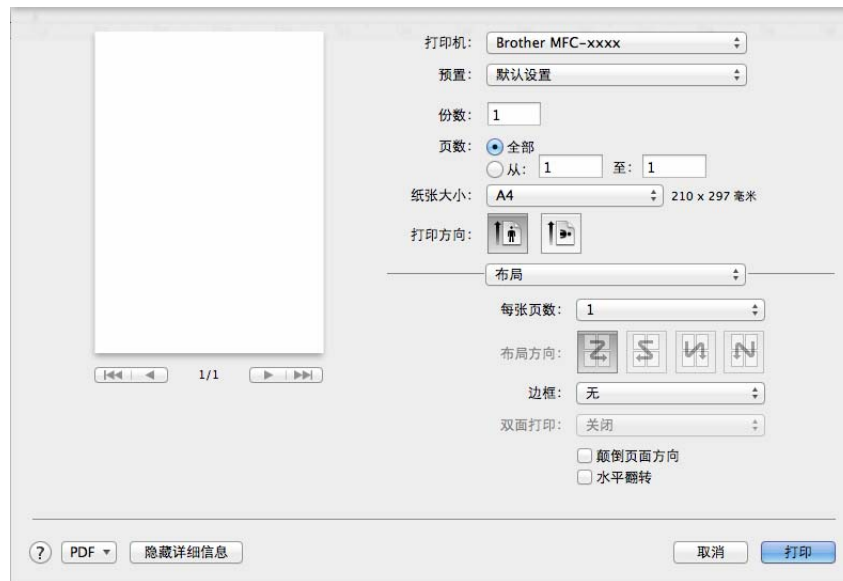 打印机: Brother MFC-xxxx
预置: 默认设置
份数: 1
页数: 全部
从: 1 至: 1
纸张大小: A4 210 x 297 毫米
打印方向:
布局
每张页数: 1
布局方向:
边框: 无
双面打印: 关闭
颠倒页面方向
水平翻转
1/1
? PDF 隐藏详细信息 取消 打印